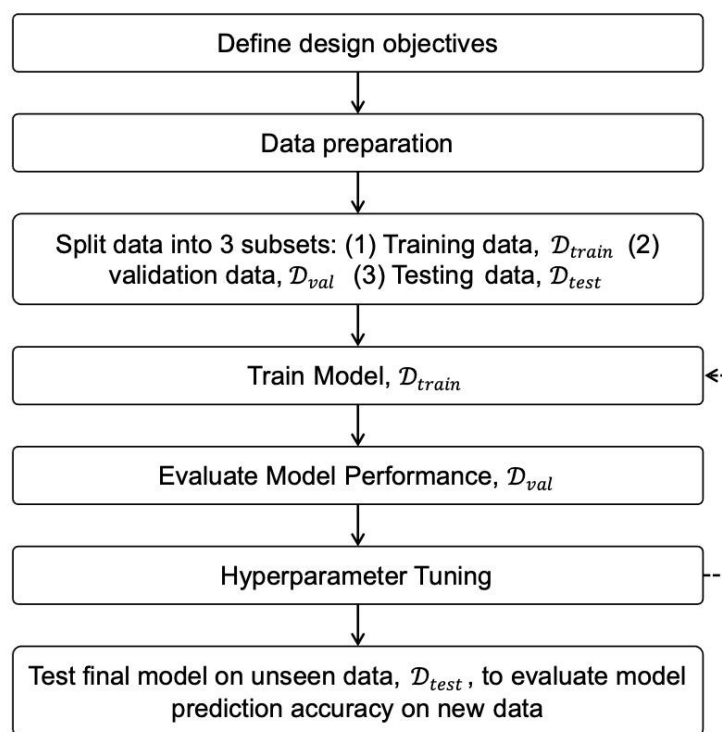 Define design objectives
Data preparation
Split data into 3 subsets: (1) Training data, 𝒟train (2)
validation data, 𝒟val (3) Testing data, 𝒟test
Train Model, 𝒟train
Evaluate Model Performance, 𝒟val
Hyperparameter Tuning
Test final model on unseen data, 𝒟test , to evaluate model
prediction accuracy on new data